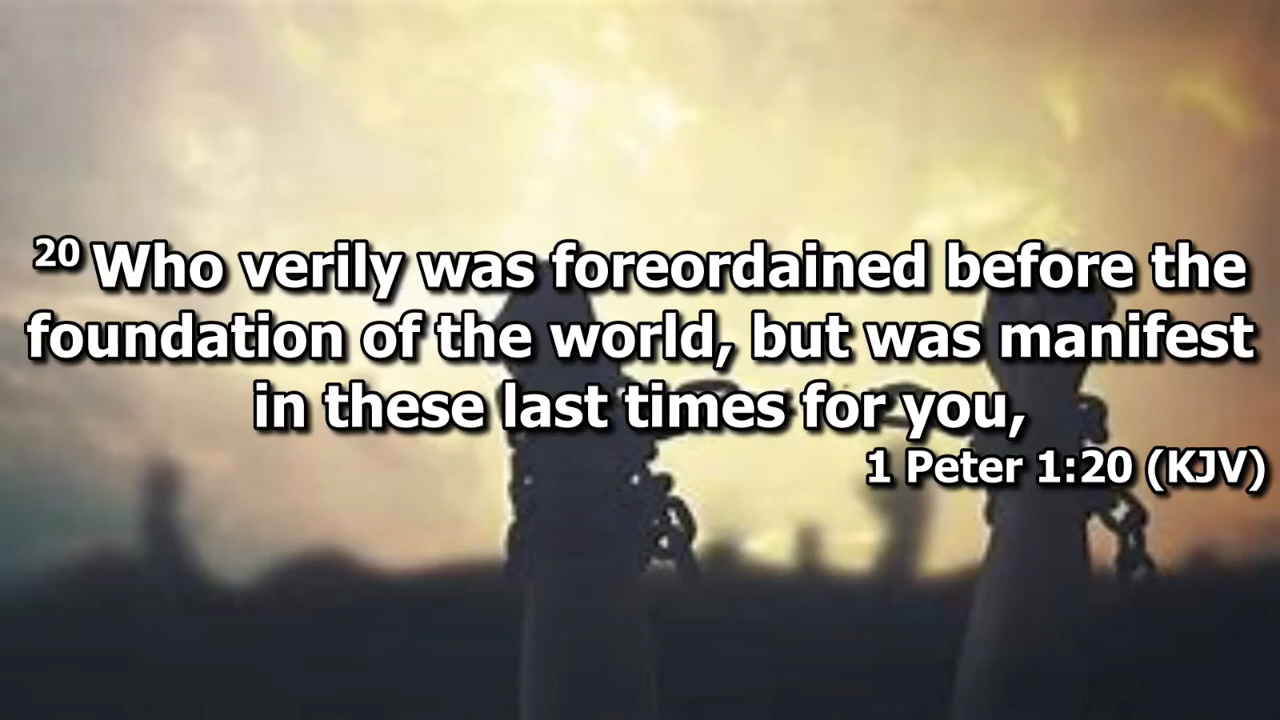 20 Who verily was foreordained before the
foundation of the world, but was manifest
in these last times for you,
1 Peter 1:20 (KJV)